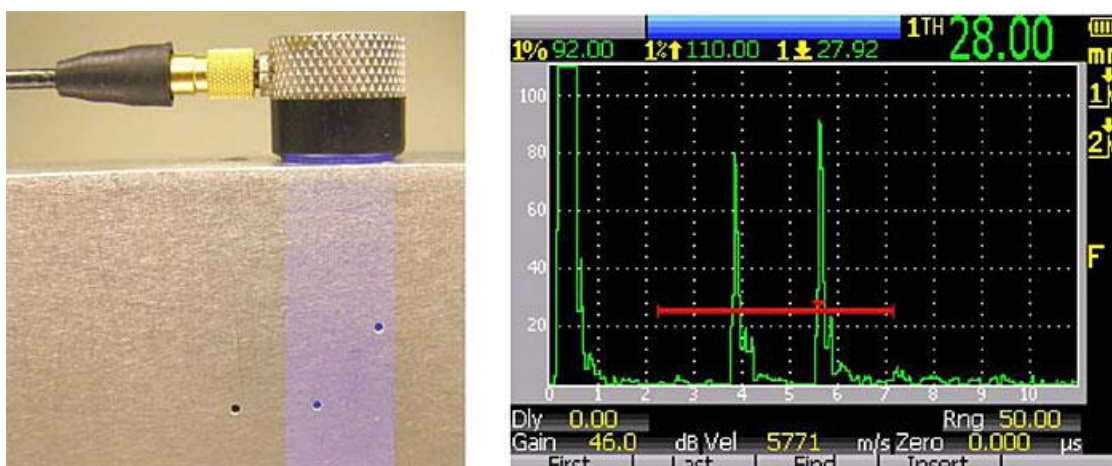 1TH 28.00
1% 92.00 1%↑ 110.00 1↓ 27.92
100
80
60
40
20
0 1 2 3 4 5 6 7 8 9 10
1
2
F
Dly 0.00 Rng 50.00
Gain 46.0 dB Vel 5771 m/s Zero 0.000 µs
First Last Find Insert